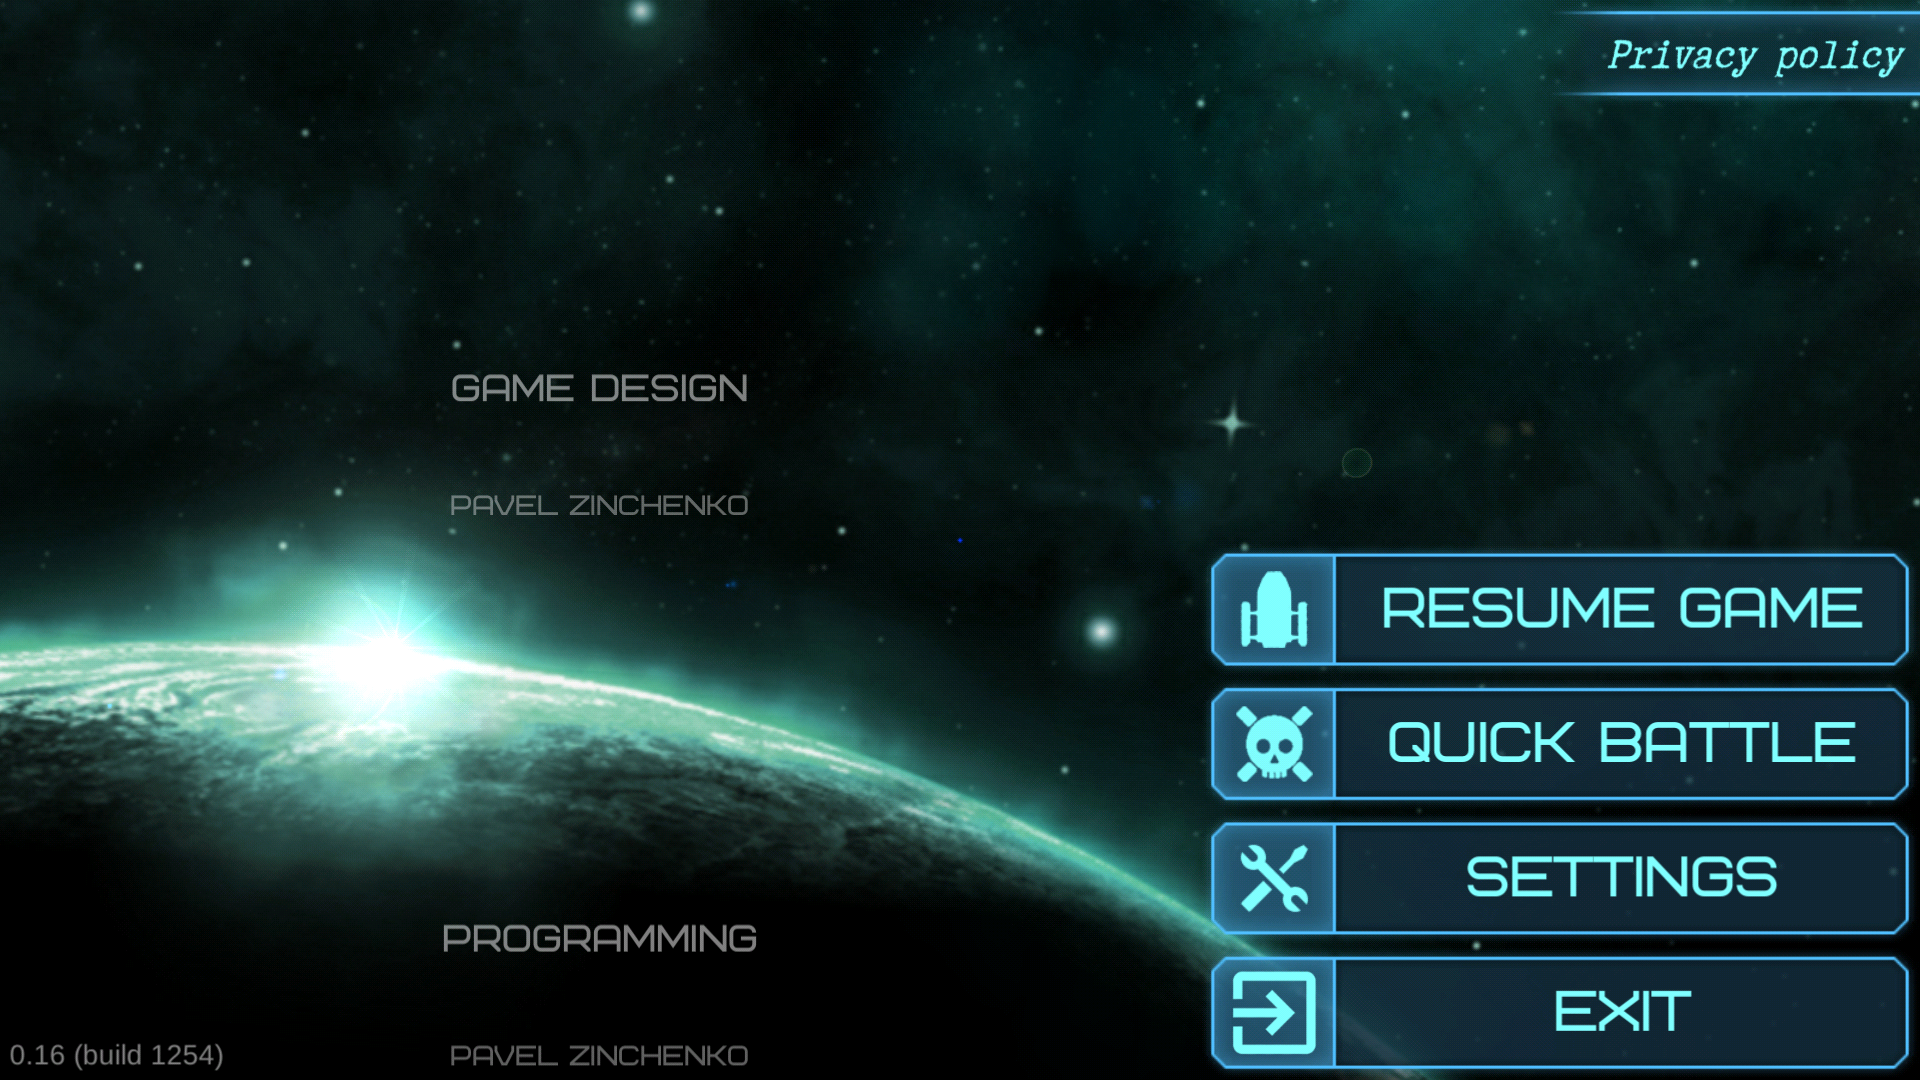 Privacy policy
GAME DESIGN
PAVEL ZINCHENKO
RESUME GAME
QUICK BATTLE
SETTINGS
PROGRAMMING
EXIT
PAVEL ZINCHENKO
0.16 (build 1254)